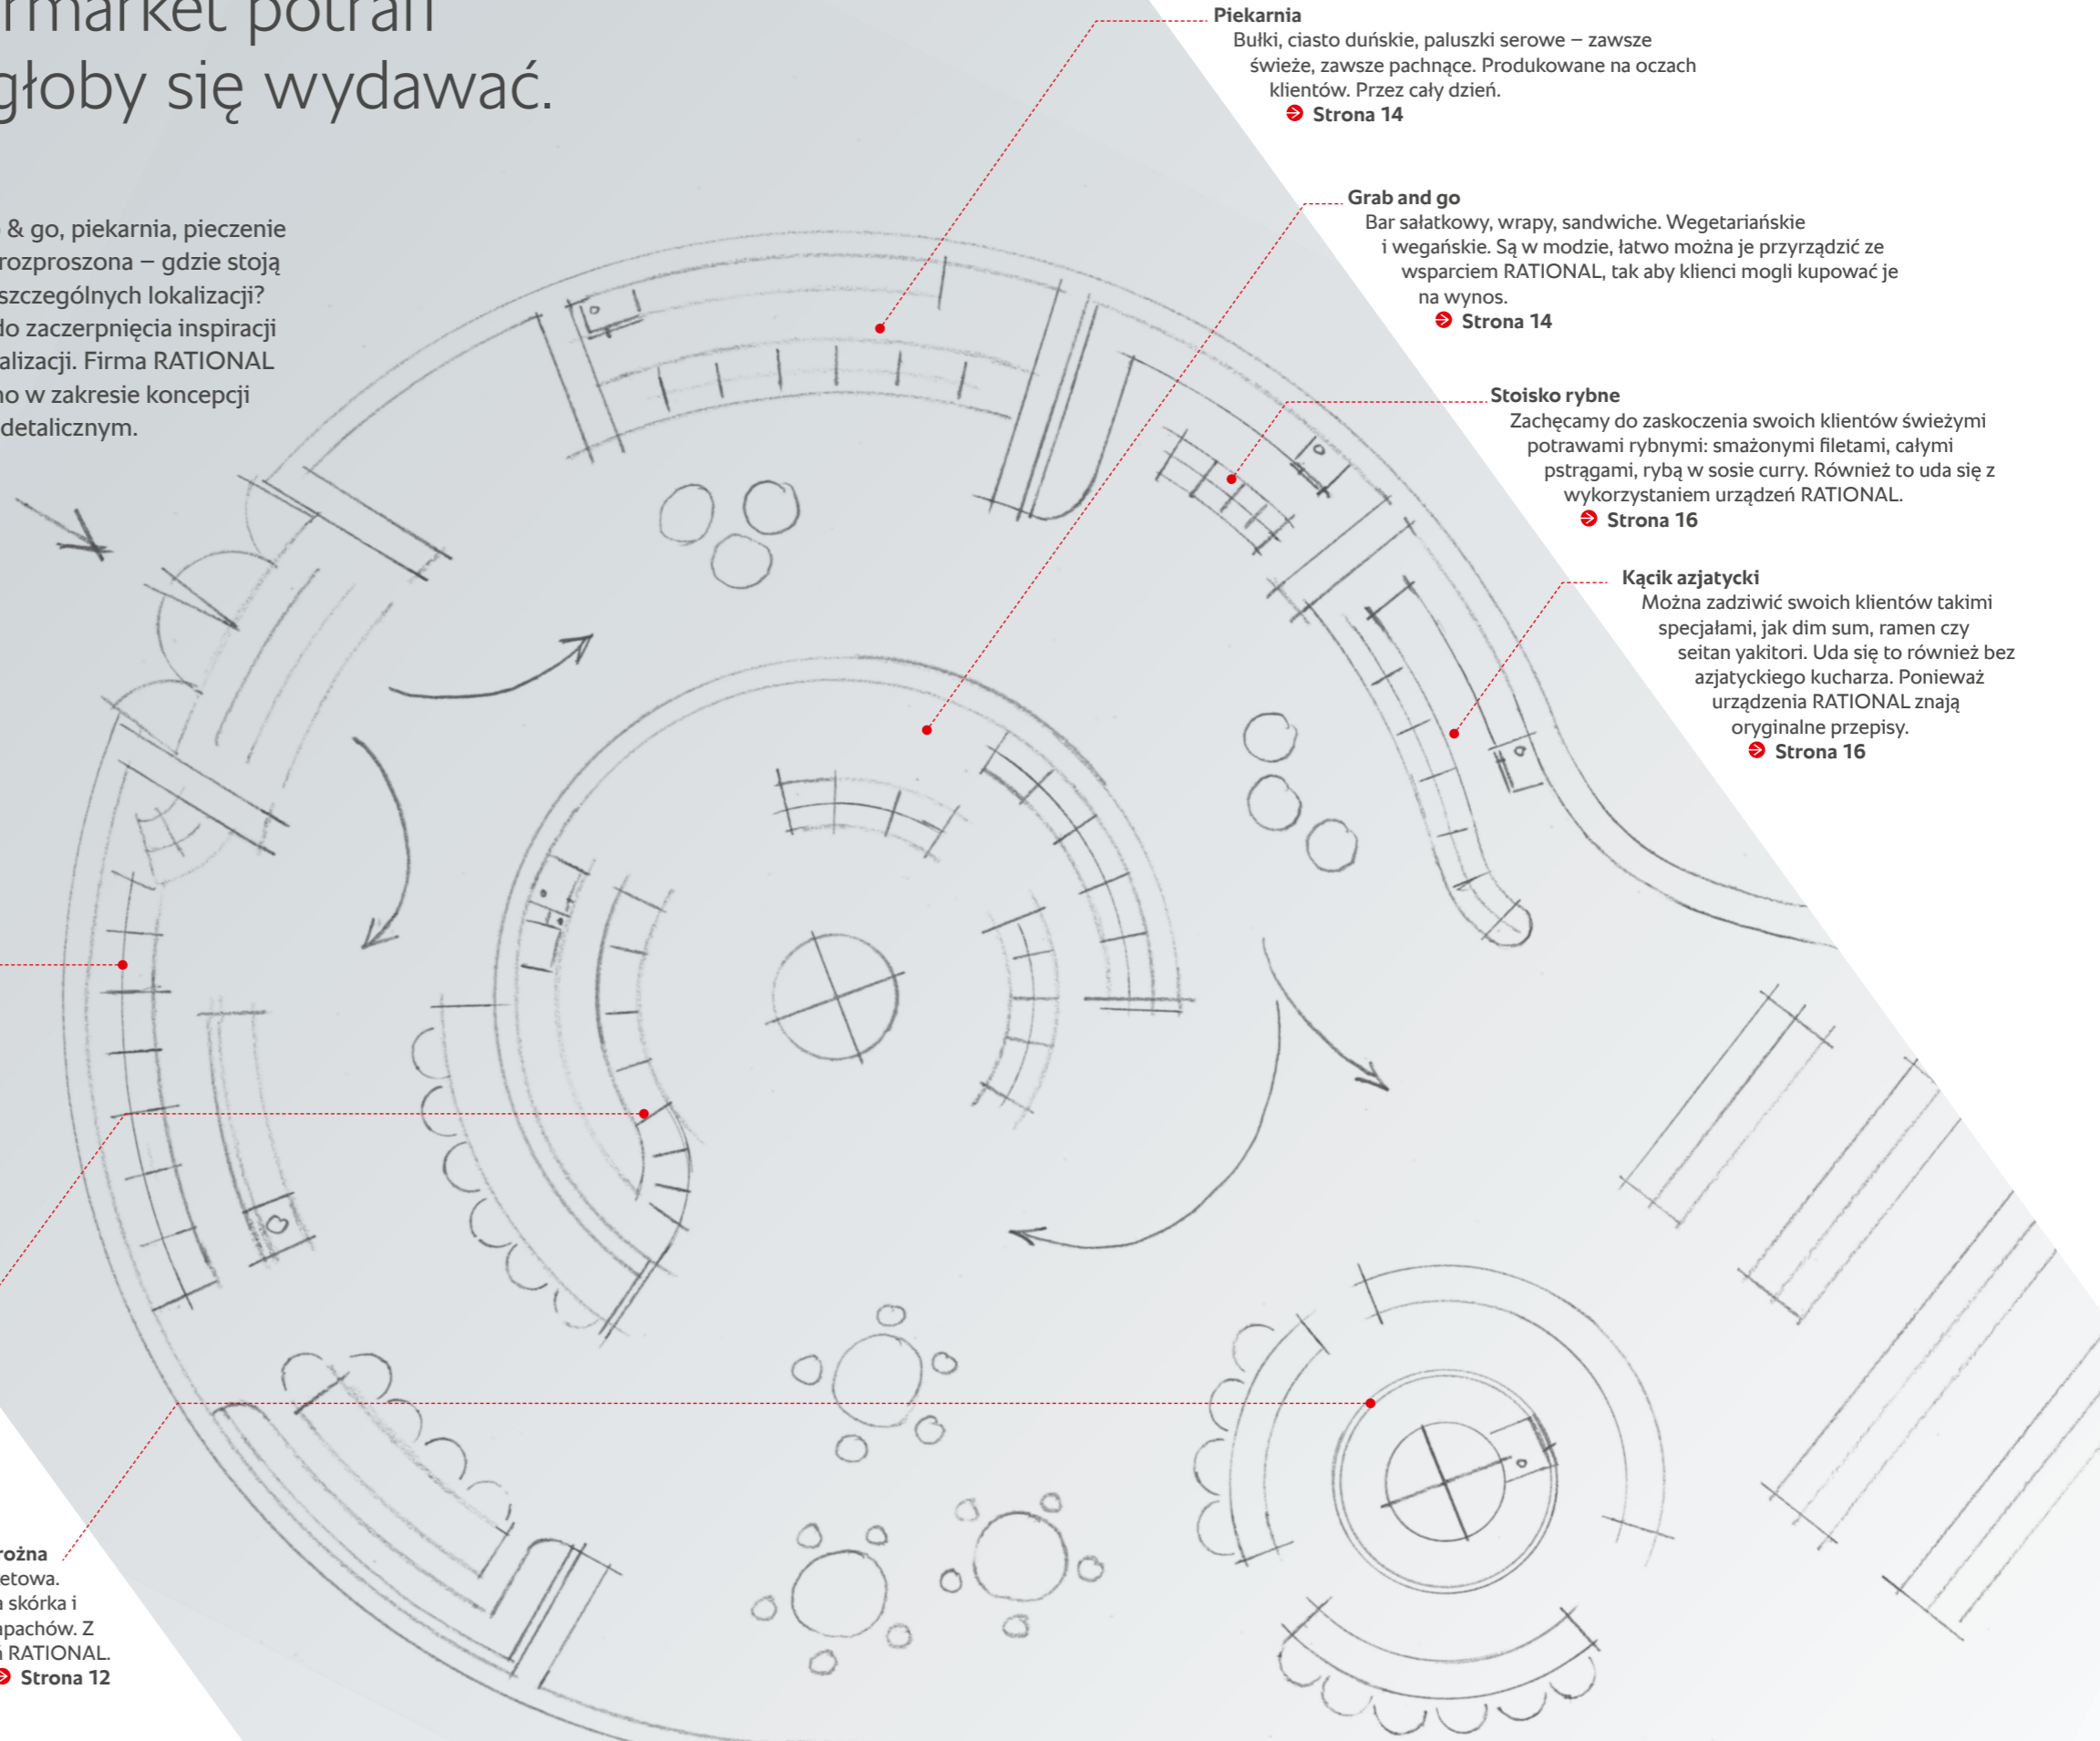 rmarket potrafi
głoby się wydawać.
& go, piekarnia, pieczenie
rozproszona – gdzie stoją
szczególnych lokalizacji?
do zaczerpnięcia inspiracji
alizacji. Firma RATIONAL
no w zakresie koncepcji
detalicznym.
Piekarnia
Bułki, ciasto duńskie, paluszki serowe – zawsze
świeże, zawsze pachnące. Produkowane na oczach
klientów. Przez cały dzień.
Strona 14
Grab and go
Bar sałatkowy, wrapy, sandwiche. Wegetariańskie
i wegańskie. Są w modzie, łatwo można je przyrządzić ze
wsparciem RATIONAL, tak aby klienci mogli kupować je
na wynos.
Strona 14
Stoisko rybne
Zachęcamy do zaskoczenia swoich klientów świeżymi
potrawami rybnymi: smażonymi filetami, całymi
pstrągami, rybą w sosie curry. Również to uda się z
wykorzystaniem urządzeń RATIONAL.
Strona 16
Kącik azjatycki
Można zadziwić swoich klientów takimi
specjałami, jak dim sum, ramen czy
seitan yakitori. Uda się to również bez
azjatyckiego kucharza. Ponieważ
urządzenia RATIONAL znają
oryginalne przepisy.
Strona 16
rożna
etowa.
a skórka i
apachów. Z
ń RATIONAL.
Strona 12